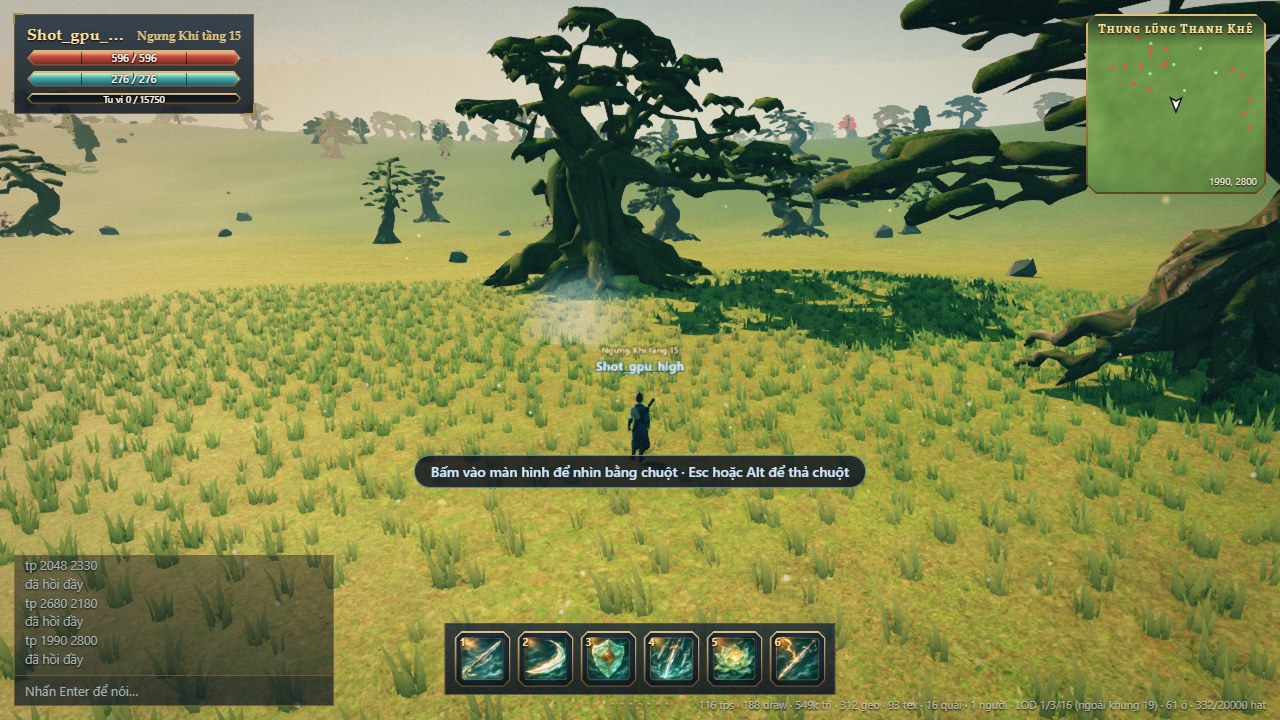 Shot_gpu_... Ngưng Khí tầng 15
596 / 596
276 / 276
Tu vi 0 / 15750
THUNG LŨNG THANH KHÊ
1990, 2800
Ngưng Khí tầng 15
Shot_gpu_high
Bấm vào màn hình để nhìn bằng chuột · Esc hoặc Alt để thả chuột
tp 2048 2330
đã hồi đầy
tp 2680 2180
đã hồi đầy
tp 1990 2800
đã hồi đầy
Nhấn Enter để nói...
1 2 3 4 5 6
116 fps · 188 draw · 549k tri · 312 geo · 93 tex · 16 quái · 1 người · LOD 1/3/16 (ngoài khung 19) · 61 ô · 332/20000 hạt